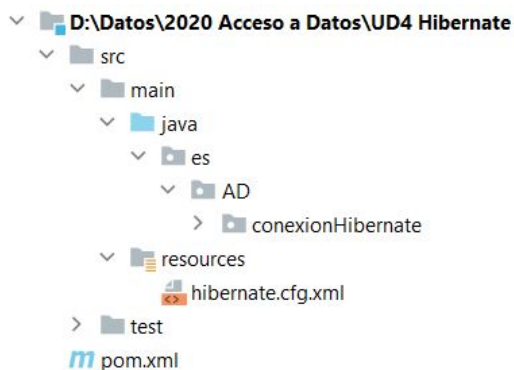 D:\Datos\2020 Acceso a Datos\UD4 Hibernate
src
main
java
es
AD
conexionHibernate
resources
hibernate.cfg.xml
test
m pom.xml